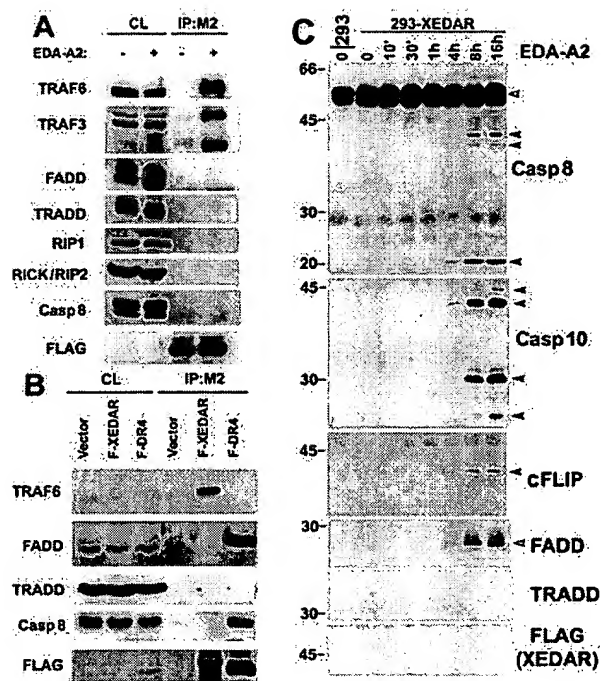 A
CL IP:M2
EDA-A2: - + - +
TRAF6
TRAF3
FADD
TRADD
RIP1
RICK/RIP2
Casp 8
FLAG
B
CL IP:M2
Vector F-XEDAR F-DR4 Vector F-XEDAR F-DR4
TRAF6
FADD
TRADD
Casp 8
FLAG
C
293 293-XEDAR
0 0 10' 30' 1h 4h 8h 16h EDA-A2
66-
45-
Casp 8
30-
20-
45-
Casp 10
30-
45-
cFLIP
30-
FADD
TRADD
30-
FLAG
(XEDAR)
45-